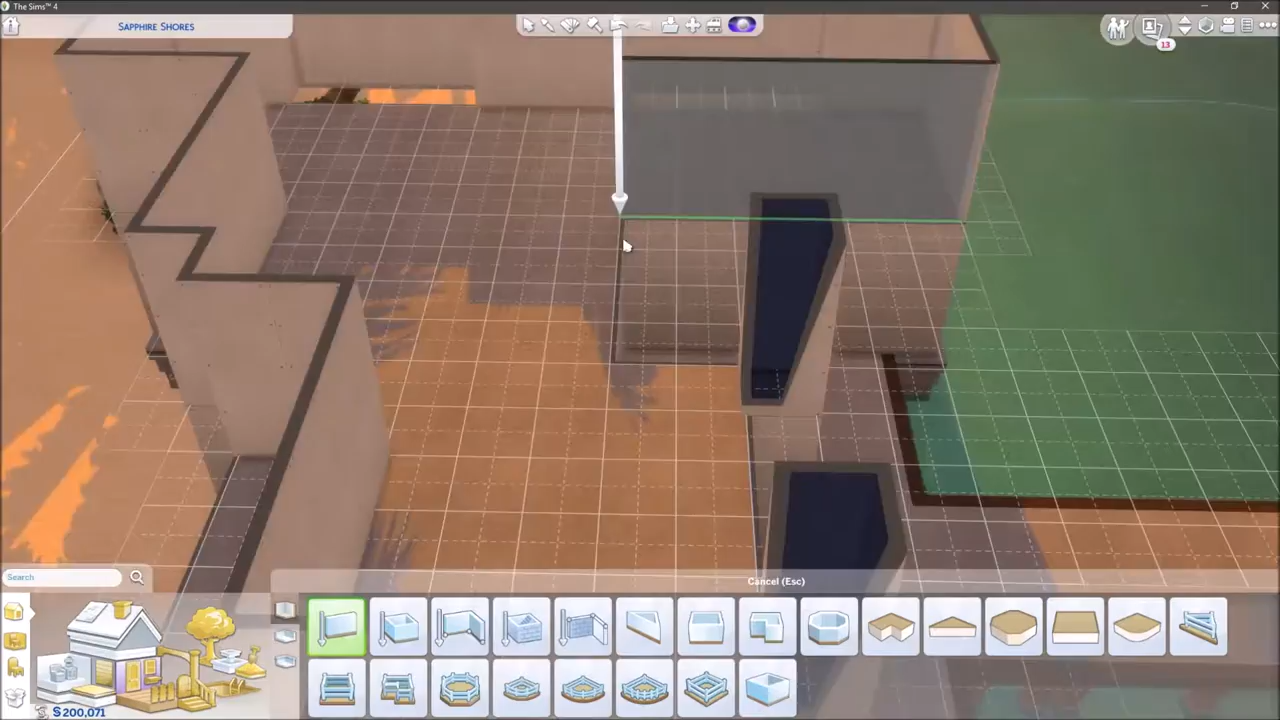 The Sims™ 4
SAPPHIRE SHORES
13
Cancel (Esc)
Search
§200,071